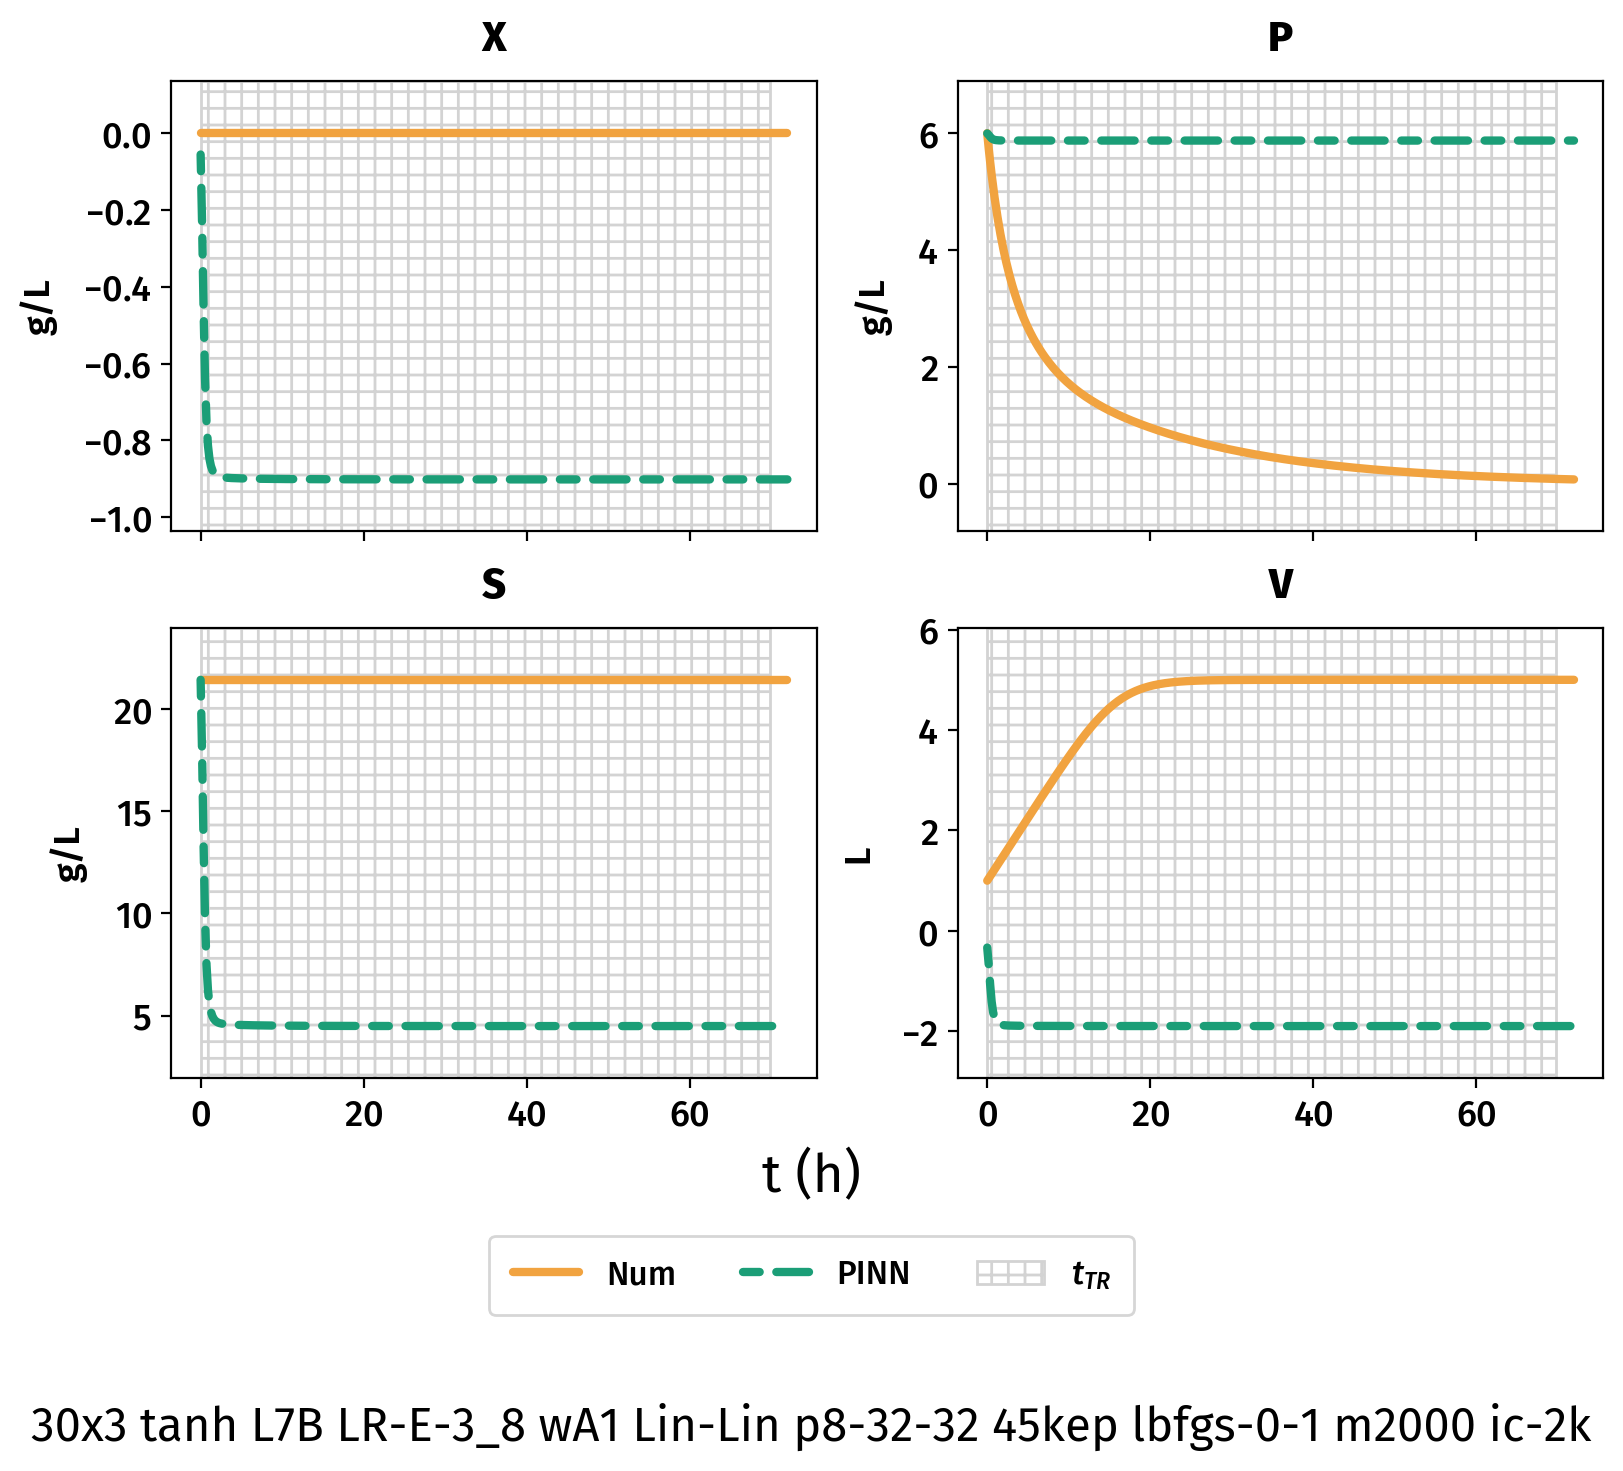 X
P
0.0
−0.2
−0.4
−0.6
−0.8
−1.0
g/L
6
4
2
0
g/L
S
V
20
15
10
5
g/L
6
4
2
0
−2
L
0 20 40 60
0 20 40 60
t (h)
Num PINN tTR
30x3 tanh L7B LR-E-3_8 wA1 Lin-Lin p8-32-32 45kep lbfgs-0-1 m2000 ic-2k